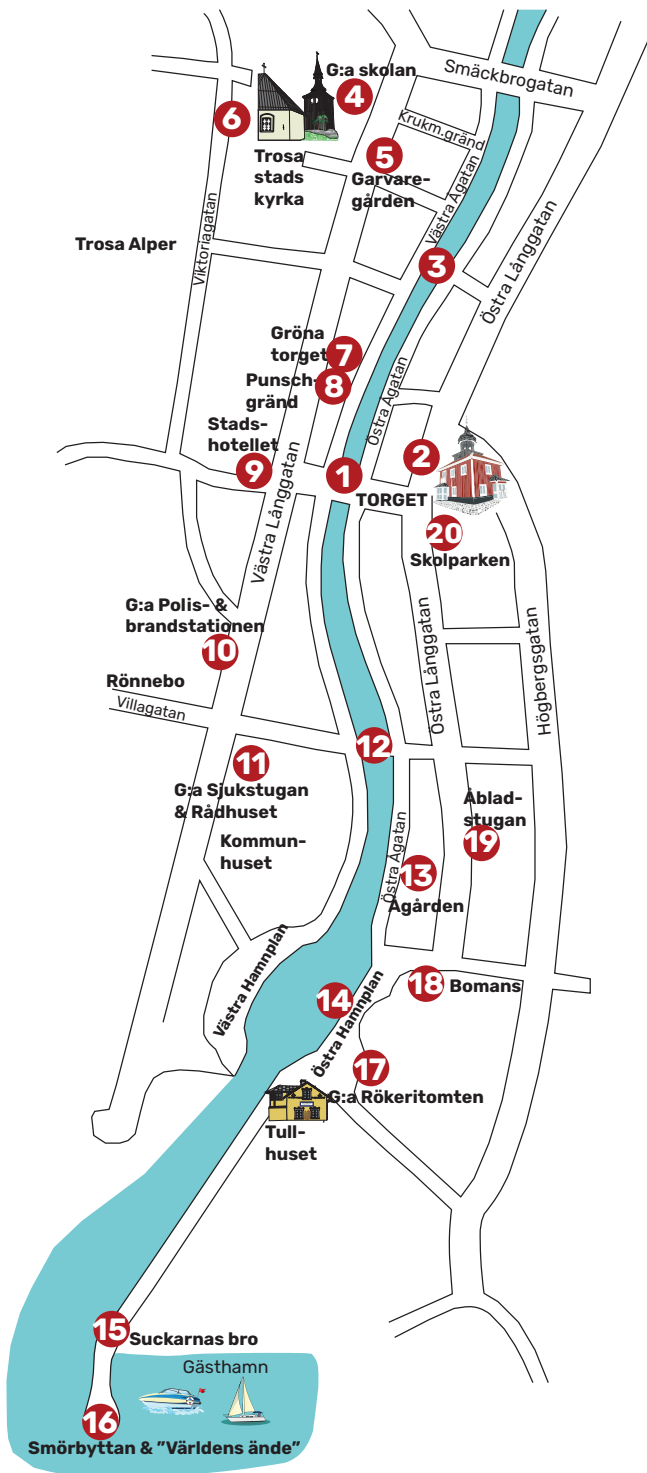 Smäckbrogatan
G:a skolan
4
6
Krukm.gränd
5
Trosa
stads
kyrka
Garvare-
gården
Västra Ågatan
Trosa Alper
Viktoriagatan
3
Östra Långgatan
Gröna
torget
7
Punsch-
gränd
8
Östra Ågatan
Stads-
hotellet
9
1
2
TORGET
Västra Långgatan
20
Skolparken
G:a Polis- &
brandstationen
10
Östra Långgatan
Högbergsgatan
Rönnebo
Villagatan
12
11
G:a Sjukstugan
& Rådhuset
Kommun-
huset
Åblad-
stugan
19
Östra Ågatan
13
Ågården
Västra Hamnplan
14
18
Bomans
Östra Hamnplan
17
G:a Rökeritomten
Tull-
huset
15
Suckarnas bro
Gästhamn
16
Smörbyttan & ”Världens ände”